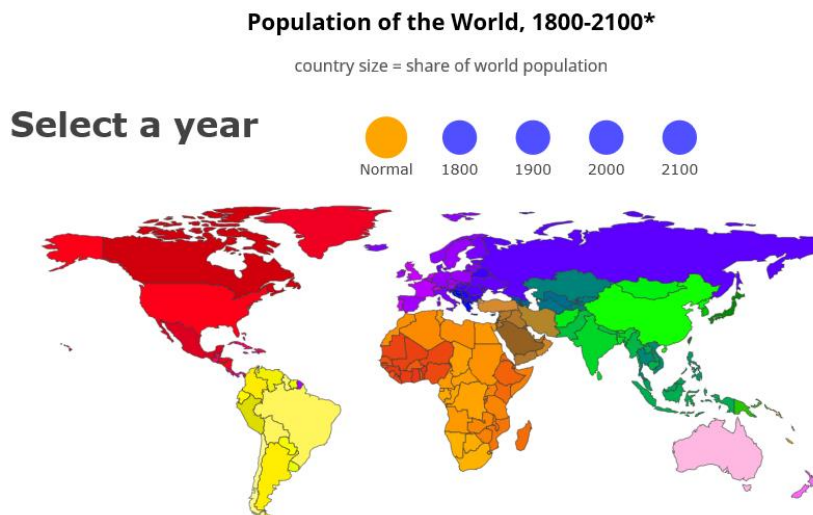 Population of the World, 1800-2100*
country size = share of world population
Select a year
Normal 1800 1900 2000 2100